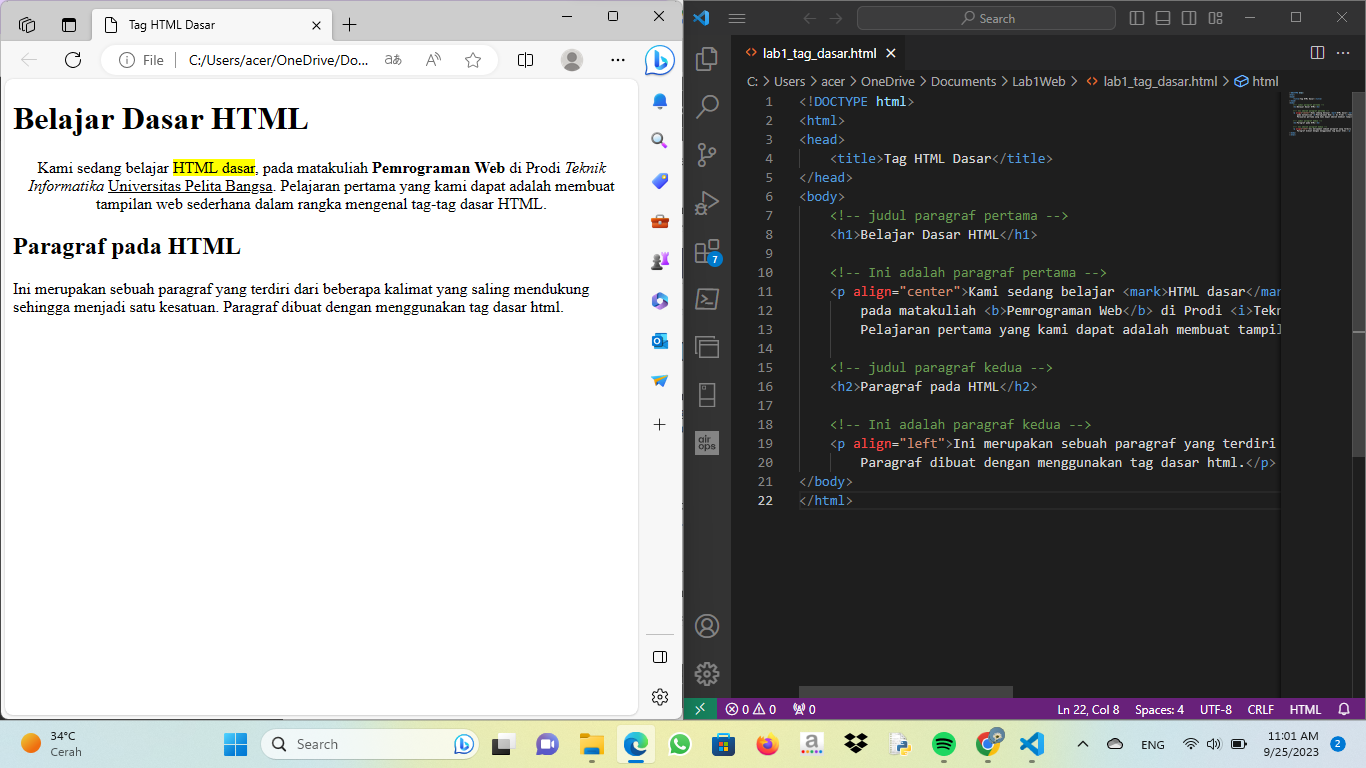 Tag HTML Dasar
File
C:/Users/acer/OneDrive/Do...
Belajar Dasar HTML
Kami sedang belajar HTML dasar, pada matakuliah Pemrograman Web di Prodi Teknik
Informatika Universitas Pelita Bangsa. Pelajaran pertama yang kami dapat adalah membuat
tampilan web sederhana dalam rangka mengenal tag-tag dasar HTML.
Paragraf pada HTML
Ini merupakan sebuah paragraf yang terdiri dari beberapa kalimat yang saling mendukung
sehingga menjadi satu kesatuan. Paragraf dibuat dengan menggunakan tag dasar html.
Search
lab1_tag_dasar.html
C: > Users > acer > OneDrive > Documents > Lab1Web > lab1_tag_dasar.html > html
1 <!DOCTYPE html>
2 <html>
3 <head>
4 <title>Tag HTML Dasar</title>
5 </head>
6 <body>
7 <!-- judul paragraf pertama -->
8 <h1>Belajar Dasar HTML</h1>
9
10 <!-- Ini adalah paragraf pertama -->
11 <p align="center">Kami sedang belajar <mark>HTML dasar</mar
12 pada matakuliah <b>Pemrograman Web</b> di Prodi <i>Tekn
13 Pelajaran pertama yang kami dapat adalah membuat tampil
14
15 <!-- judul paragraf kedua -->
16 <h2>Paragraf pada HTML</h2>
17
18 <!-- Ini adalah paragraf kedua -->
19 <p align="left">Ini merupakan sebuah paragraf yang terdiri
20 Paragraf dibuat dengan menggunakan tag dasar html.</p>
21 </body>
22 </html>
7
air
ops
0 0 0
Ln 22, Col 8 Spaces: 4 UTF-8 CRLF HTML
34°C
Cerah
Search
ENG
11:01 AM
9/25/2023
2